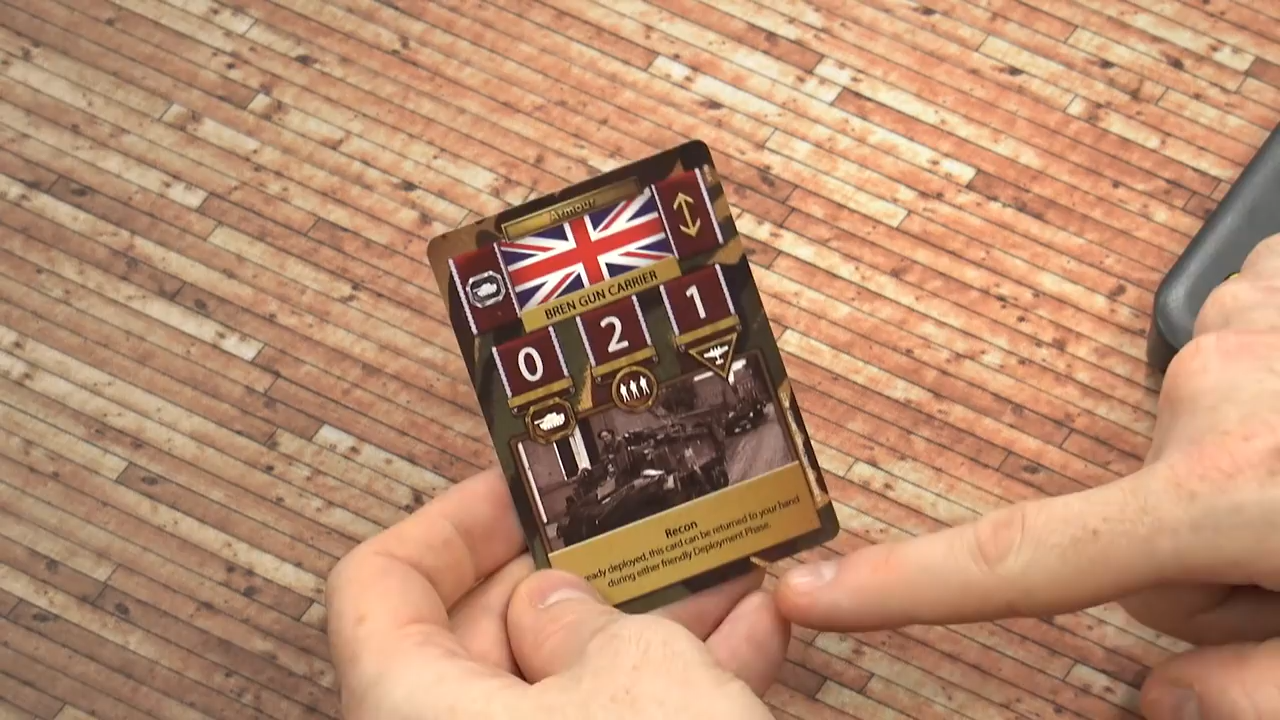 Armour
BREN GUN CARRIER
0 2 1
Recon
this card can be returned to your hand
deployed, during either friendly Deployment Phase.